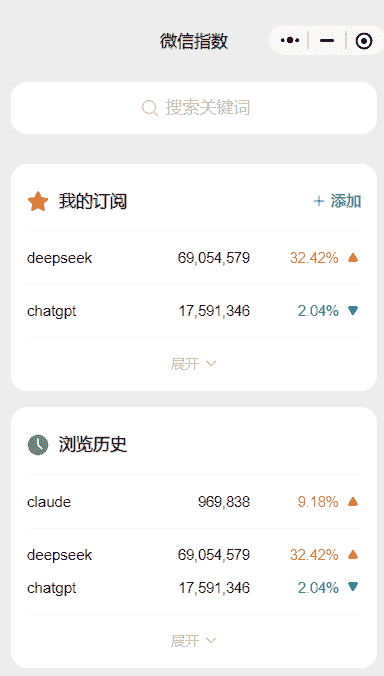 微信指数
搜索关键词
我的订阅 + 添加
deepseek 69,054,579 32.42% ▲
chatgpt 17,591,346 2.04% ▼
展开
浏览历史
claude 969,838 9.18% ▲
deepseek 69,054,579 32.42% ▲
chatgpt 17,591,346 2.04% ▼
展开